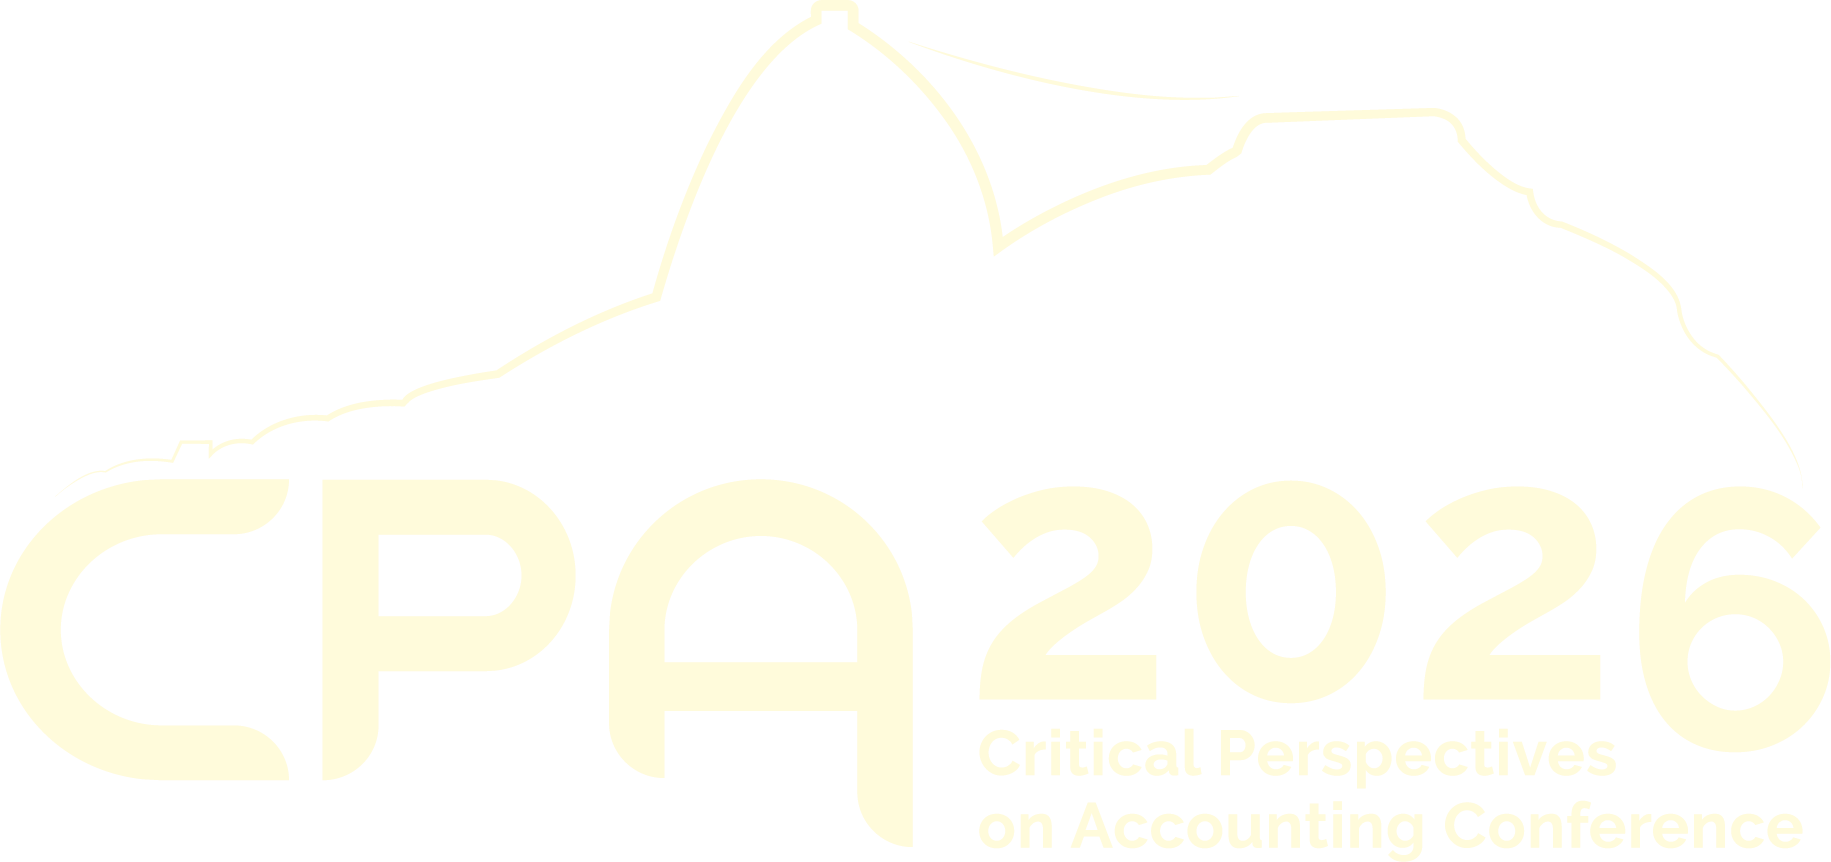 CPA 2026
Critical Perspectives
on Accounting Conference